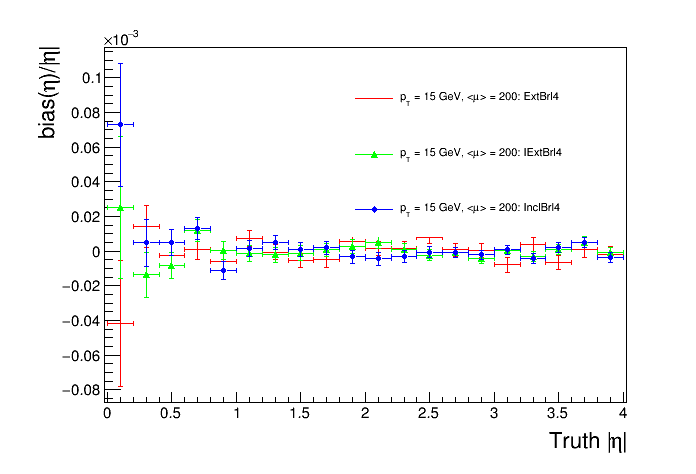 ×10⁻³
bias(η)/|η|
0.1
0.08
0.06
0.04
0.02
0
−0.02
−0.04
−0.06
−0.08
p_T = 15 GeV, <μ> = 200: ExtBrl4
p_T = 15 GeV, <μ> = 200: IExtBrl4
p_T = 15 GeV, <μ> = 200: InclBrl4
0 0.5 1 1.5 2 2.5 3 3.5 4
Truth |η|